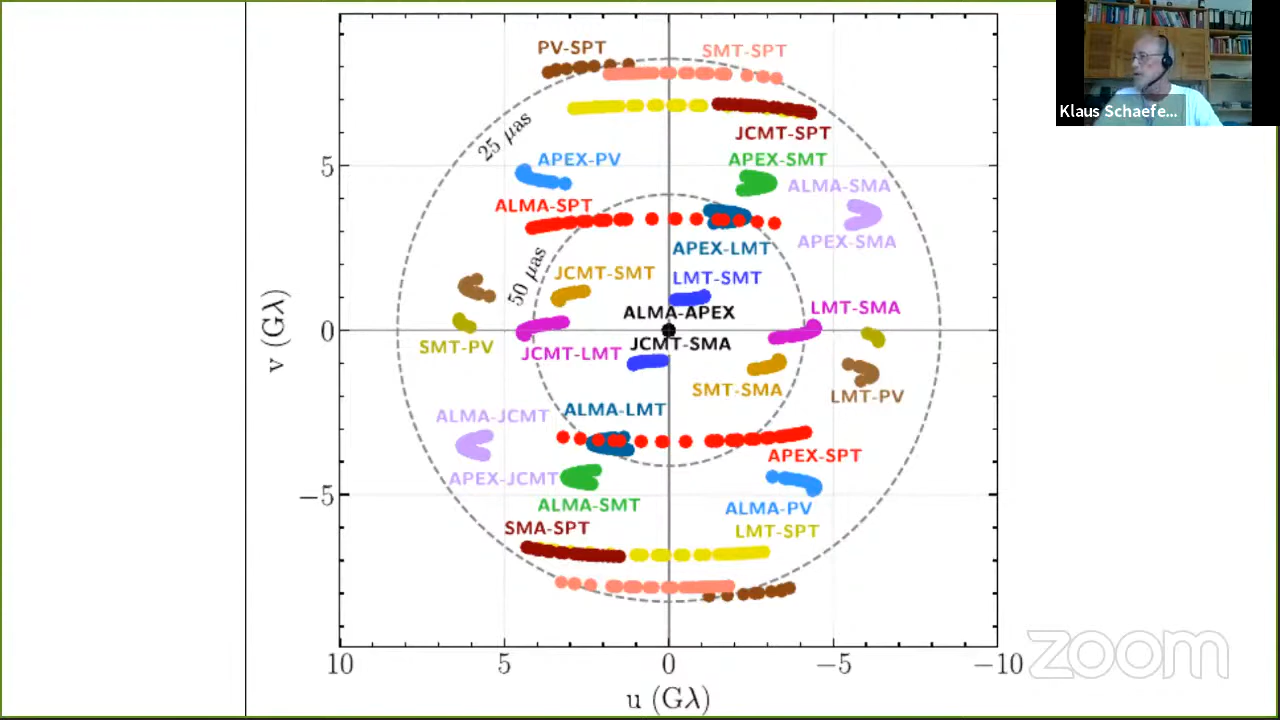 PV-SPT
SMT-SPT
Klaus Schaefe...
25 μas
JCMT-SPT
5
APEX-PV
APEX-SMT
ALMA-SMA
ALMA-SPT
APEX-SMA
APEX-LMT
50 μas
JCMT-SMT
LMT-SMT
ALMA-APEX
LMT-SMA
v (Gλ)
0
SMT-PV
JCMT-LMT
JCMT-SMA
SMT-SMA
LMT-PV
ALMA-JCMT
ALMA-LMT
APEX-SPT
APEX-JCMT
−5
ALMA-SMT
ALMA-PV
SMA-SPT
LMT-SPT
10
5
0
−5
−10
u (Gλ)
zoom